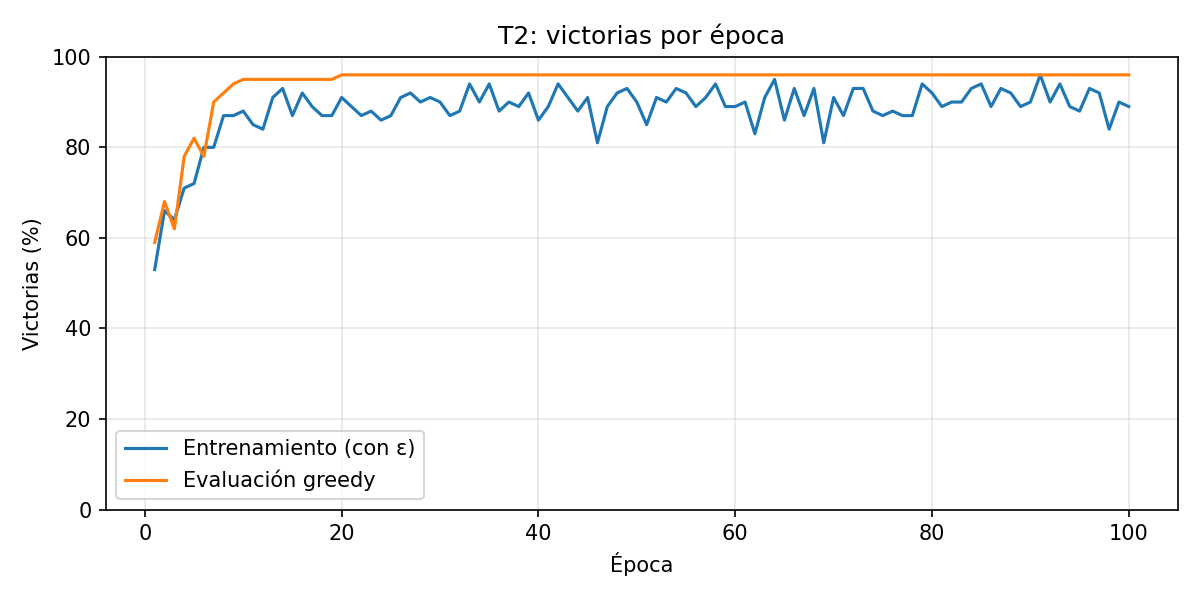 T2: victorias por época
100
80
60
40
20
0
Victorias (%)
Entrenamiento (con ε)
Evaluación greedy
0 20 40 60 80 100
Época